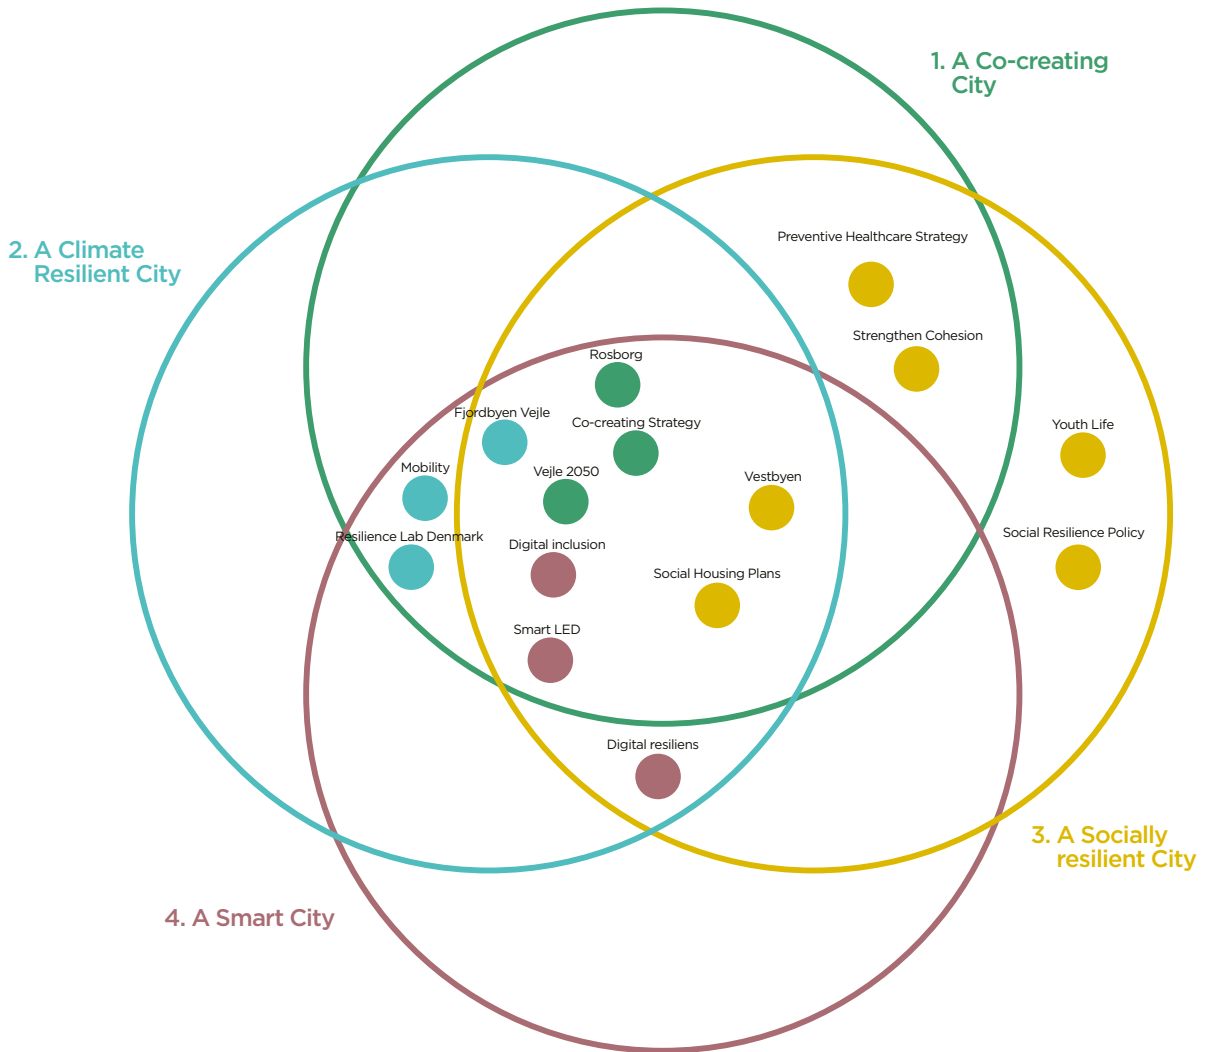 1. A Co-creating
City
2. A Climate
Resilient City
Preventive Healthcare Strategy
Strengthen Cohesion
Rosborg
Fjordbyen Vejle
Co-creating Strategy
Youth Life
Mobility
Vejle 2050
Vestbyen
Resilience Lab Denmark
Digital inclusion
Social Resilience Policy
Social Housing Plans
Smart LED
Digital resiliens
3. A Socially
resilient City
4. A Smart City